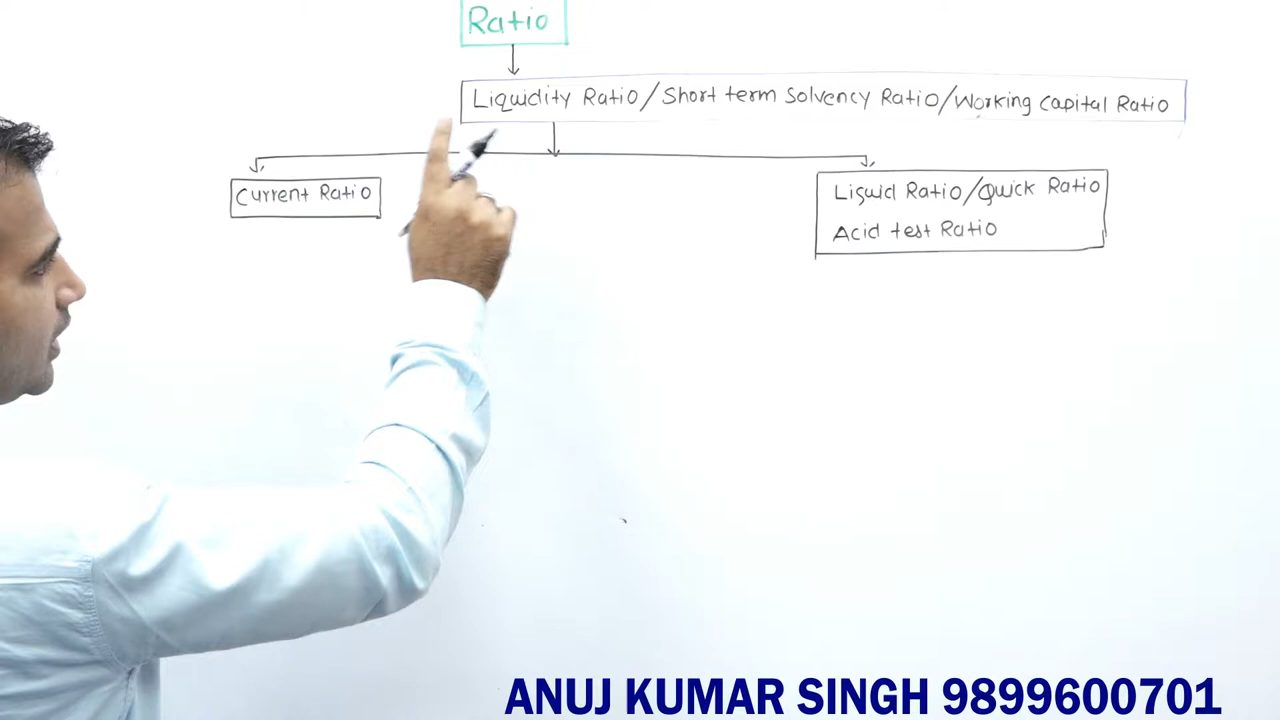 Ratio
Liquidity Ratio/Short term Solvency Ratio/Working Capital Ratio
Current Ratio
Liquid Ratio/Quick Ratio
Acid test Ratio
ANUJ KUMAR SINGH 9899600701